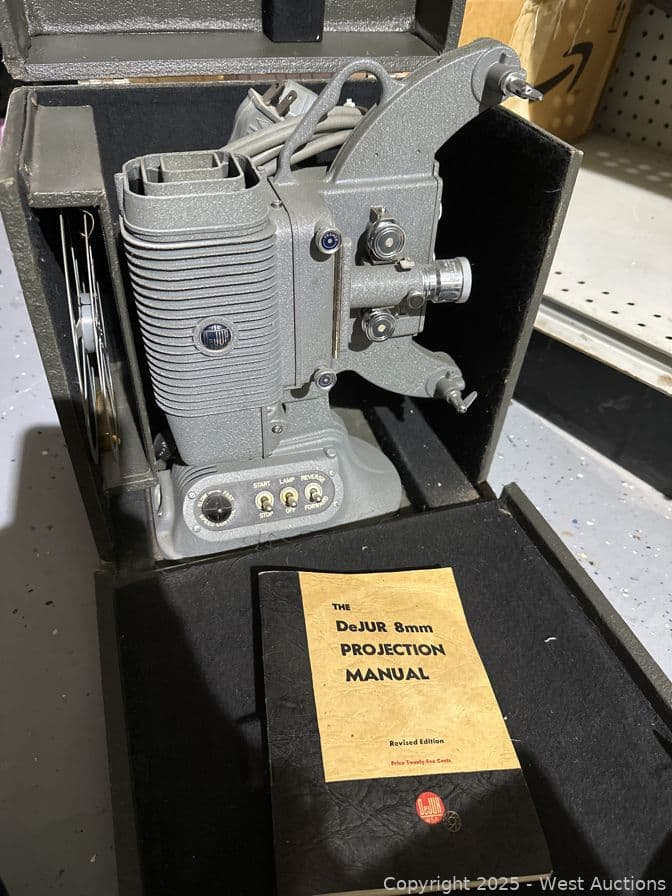 START LAMP REVERSE
STOP OFF FORWARD
THE
DeJUR 8mm
PROJECTION
MANUAL
Revised Edition
Price Twenty-five Cents
DeJUR
Copyright 2025 - West Auctions